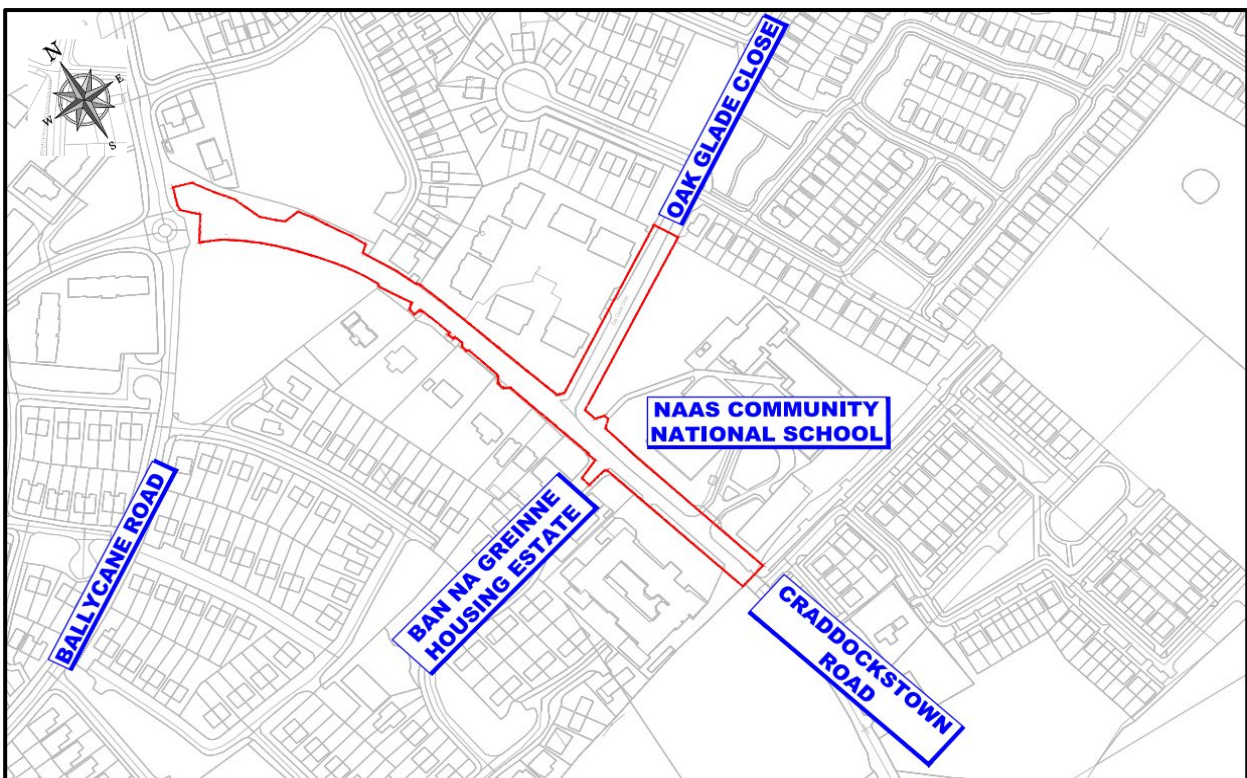 N
E
W
S
OAK GLADE CLOSE
NAAS COMMUNITY
NATIONAL SCHOOL
BALLYCANE ROAD
BAN NA GREINNE
HOUSING ESTATE
CRADDOCKSTOWN
ROAD